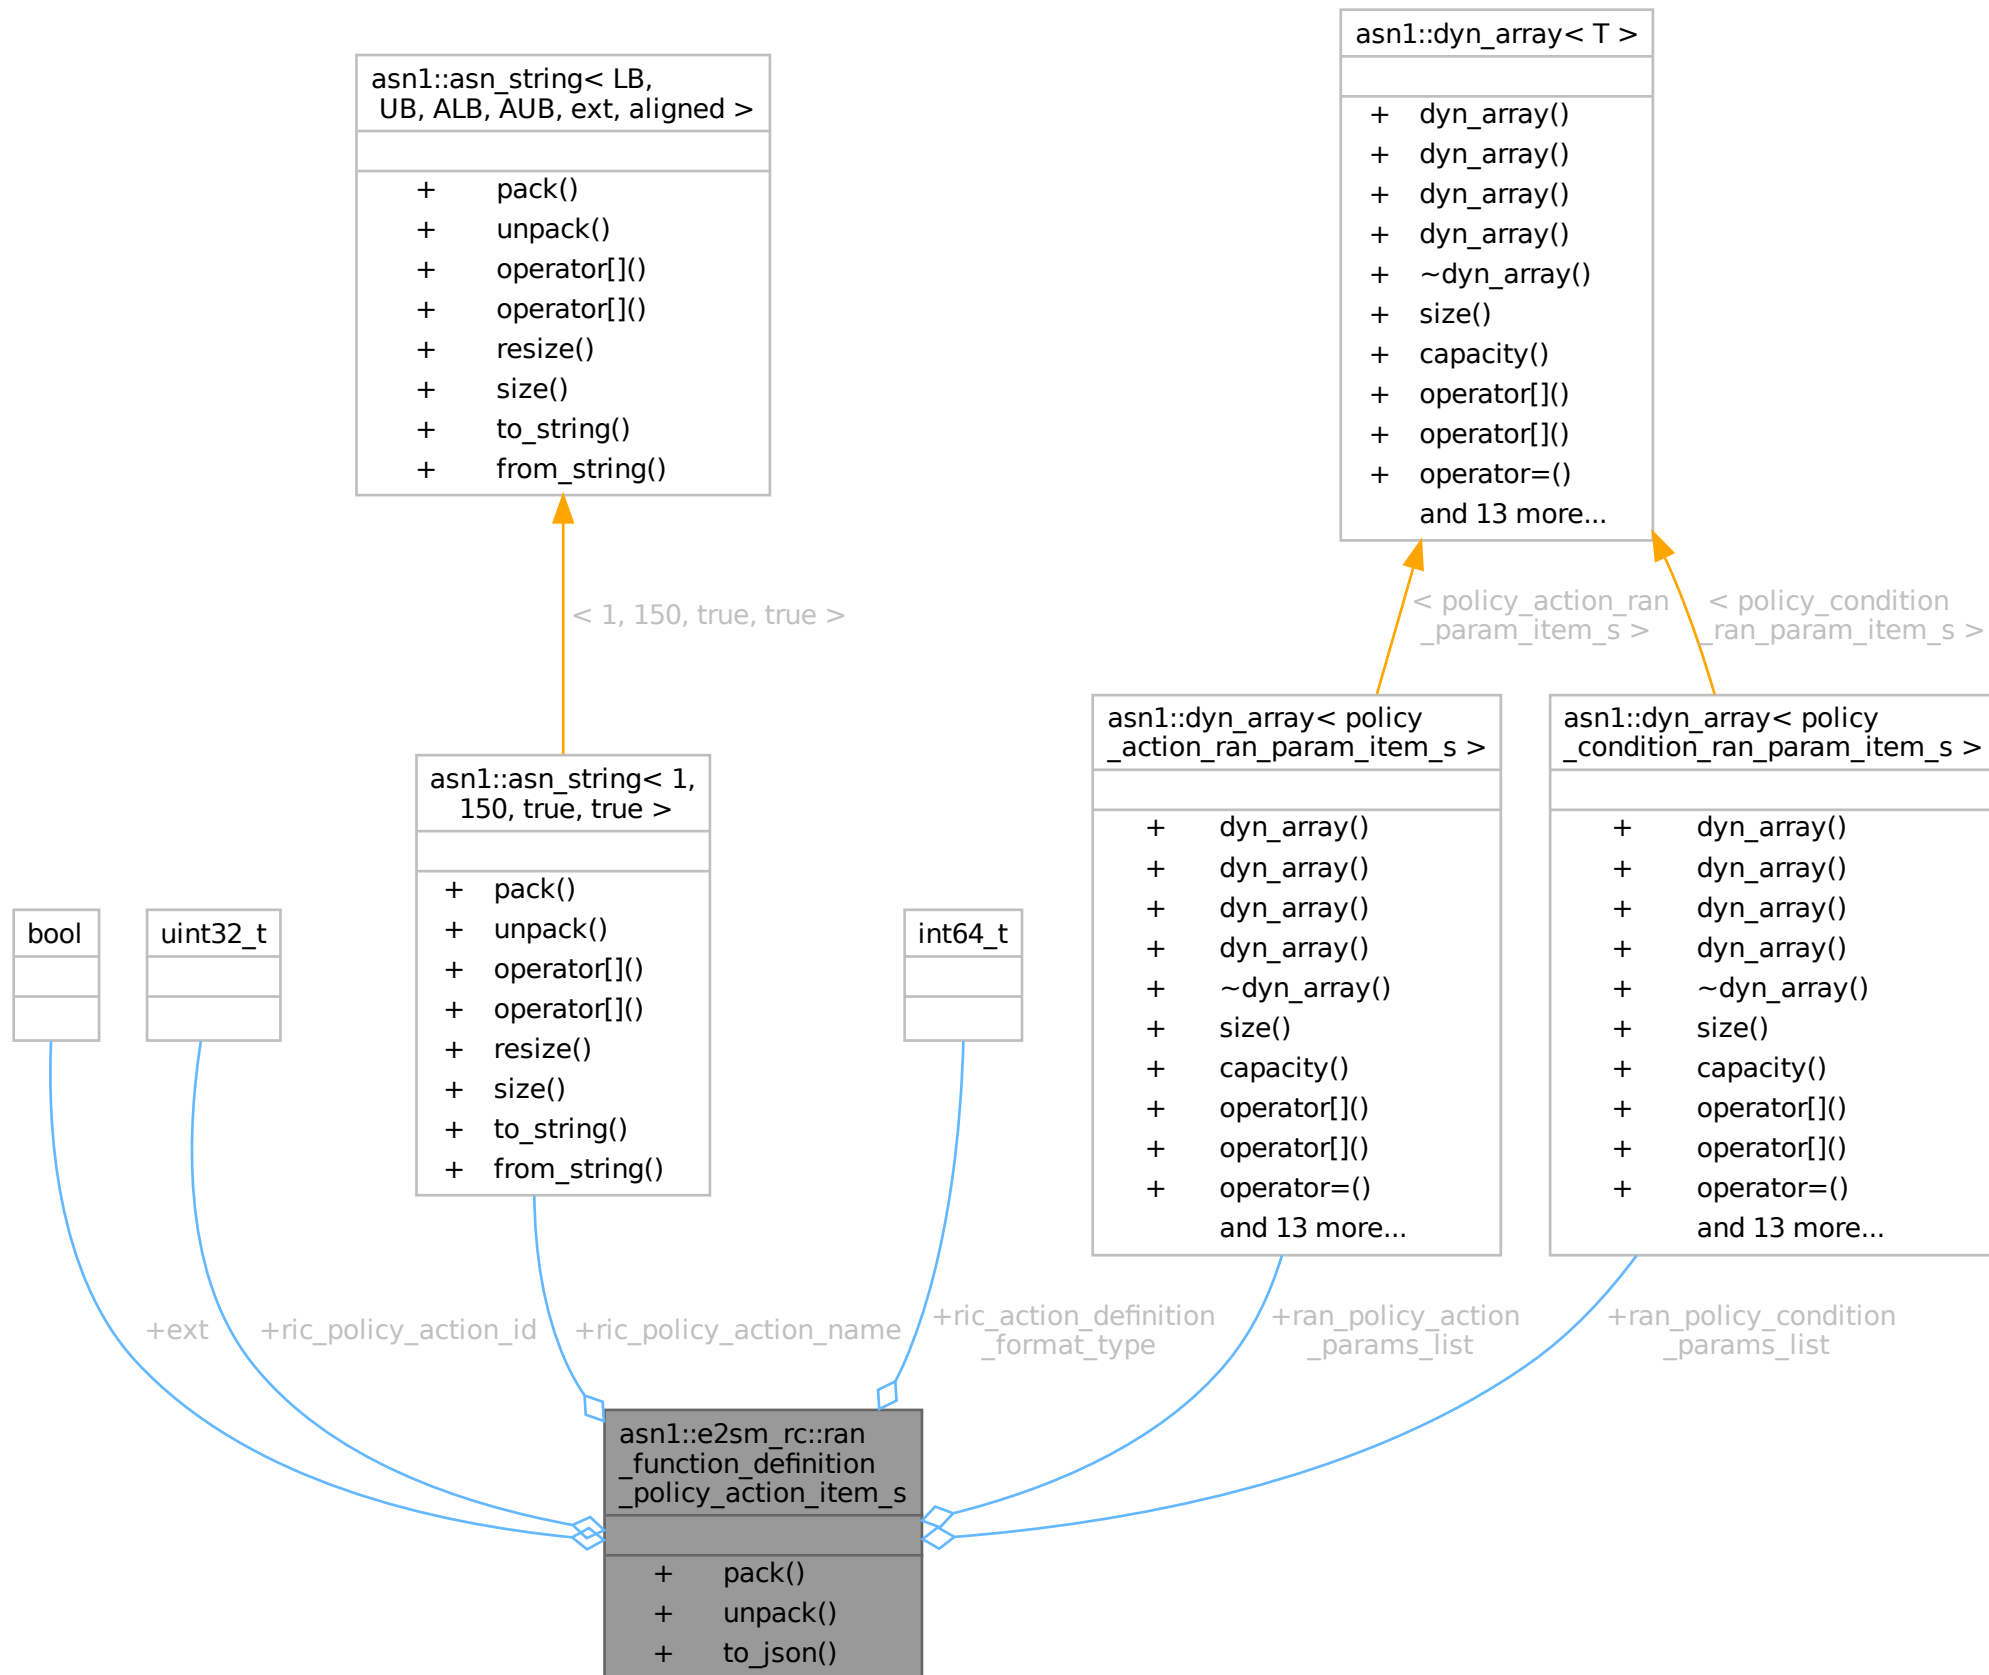 asn1::dyn_array< T >
+ dyn_array()
+ dyn_array()
+ dyn_array()
+ dyn_array()
+ ~dyn_array()
+ size()
+ capacity()
+ operator[]()
+ operator[]()
+ operator=()
and 13 more...
asn1::asn_string< LB,
UB, ALB, AUB, ext, aligned >
+ pack()
+ unpack()
+ operator[]()
+ operator[]()
+ resize()
+ size()
+ to_string()
+ from_string()
< 1, 150, true, true >
< policy_action_ran
_param_item_s >
< policy_condition
_ran_param_item_s >
asn1::asn_string< 1,
150, true, true >
+ pack()
+ unpack()
+ operator[]()
+ operator[]()
+ resize()
+ size()
+ to_string()
+ from_string()
asn1::dyn_array< policy
_action_ran_param_item_s >
+ dyn_array()
+ dyn_array()
+ dyn_array()
+ dyn_array()
+ ~dyn_array()
+ size()
+ capacity()
+ operator[]()
+ operator[]()
+ operator=()
and 13 more...
asn1::dyn_array< policy
_condition_ran_param_item_s >
+ dyn_array()
+ dyn_array()
+ dyn_array()
+ dyn_array()
+ ~dyn_array()
+ size()
+ capacity()
+ operator[]()
+ operator[]()
+ operator=()
and 13 more...
bool
uint32_t
int64_t
+ext
+ric_policy_action_id
+ric_policy_action_name
+ric_action_definition
_format_type
+ran_policy_action
_params_list
+ran_policy_condition
_params_list
asn1::e2sm_rc::ran
_function_definition
_policy_action_item_s
+ pack()
+ unpack()
+ to_json()